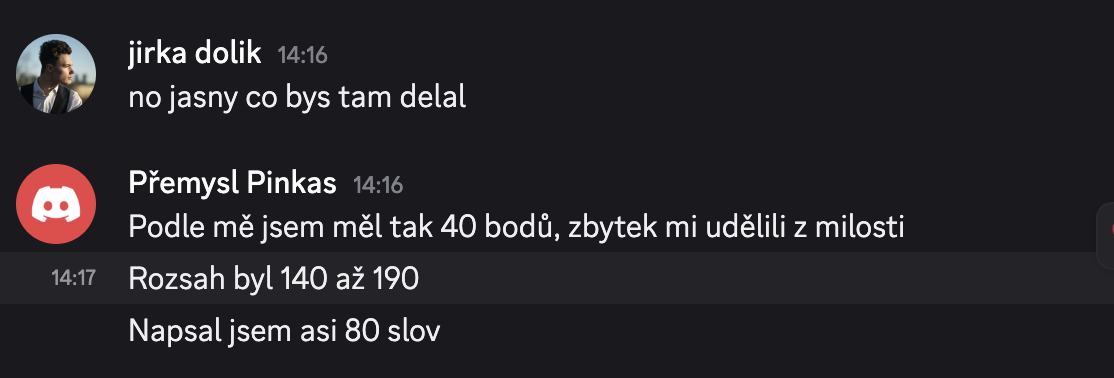 jirka dolik 14:16
no jasny co bys tam delal
Přemysl Pinkas 14:16
Podle mě jsem měl tak 40 bodů, zbytek mi udělili z milosti
14:17 Rozsah byl 140 až 190
Napsal jsem asi 80 slov